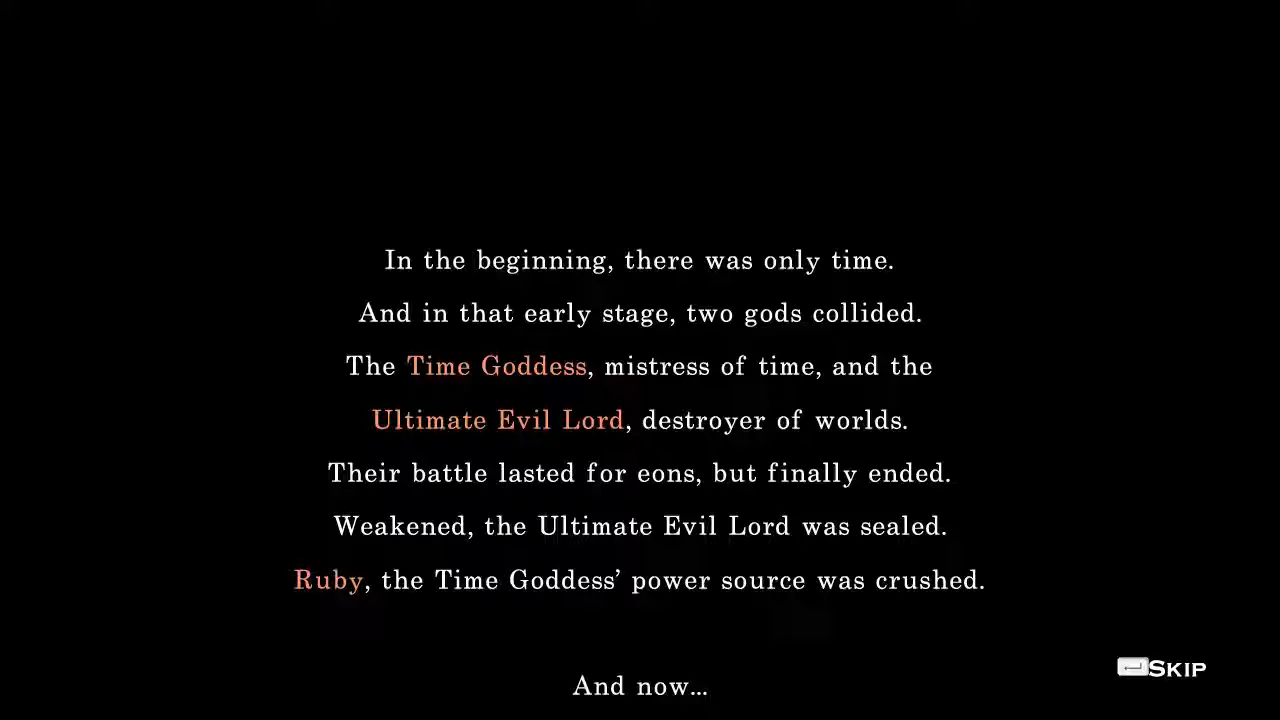 In the beginning, there was only time.
And in that early stage, two gods collided.
The Time Goddess, mistress of time, and the
Ultimate Evil Lord, destroyer of worlds.
Their battle lasted for eons, but finally ended.
Weakened, the Ultimate Evil Lord was sealed.
Ruby, the Time Goddess’ power source was crushed.
And now…
SKIP